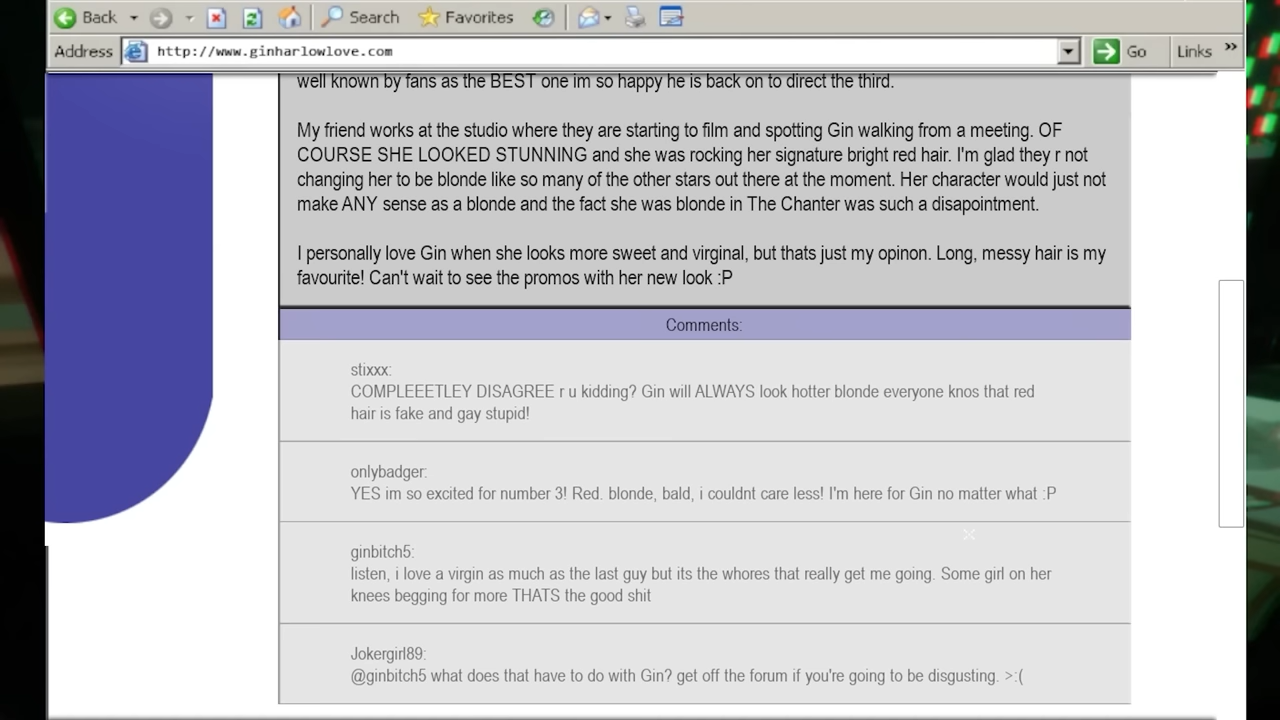 Back Search Favorites
Address http://www.ginharlowlove.com Go Links »
well known by fans as the BEST one im so happy he is back on to direct the third.
My friend works at the studio where they are starting to film and spotting Gin walking from a meeting. OF
COURSE SHE LOOKED STUNNING and she was rocking her signature bright red hair. I'm glad they r not
changing her to be blonde like so many of the other stars out there at the moment. Her character would just not
make ANY sense as a blonde and the fact she was blonde in The Chanter was such a disapointment.
I personally love Gin when she looks more sweet and virginal, but thats just my opinon. Long, messy hair is my
favourite! Can't wait to see the promos with her new look :P
Comments:
stixxx:
COMPLEEETLEY DISAGREE r u kidding? Gin will ALWAYS look hotter blonde everyone knos that red
hair is fake and gay stupid!
onlybadger:
YES im so excited for number 3! Red. blonde, bald, i couldnt care less! I'm here for Gin no matter what :P
ginbitch5:
listen, i love a virgin as much as the last guy but its the whores that really get me going. Some girl on her
knees begging for more THATS the good shit
Jokergirl89:
@ginbitch5 what does that have to do with Gin? get off the forum if you're going to be disgusting. >:(